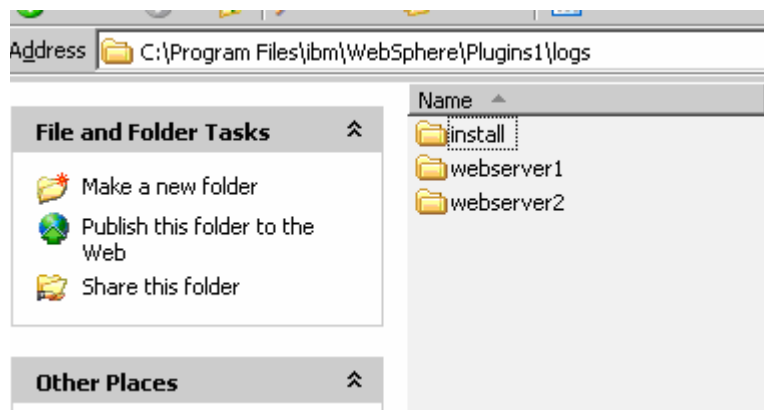 Address C:\Program Files\ibm\WebSphere\Plugins1\logs
File and Folder Tasks
Make a new folder
Publish this folder to the
Web
Share this folder
Other Places
Name
install
webserver1
webserver2